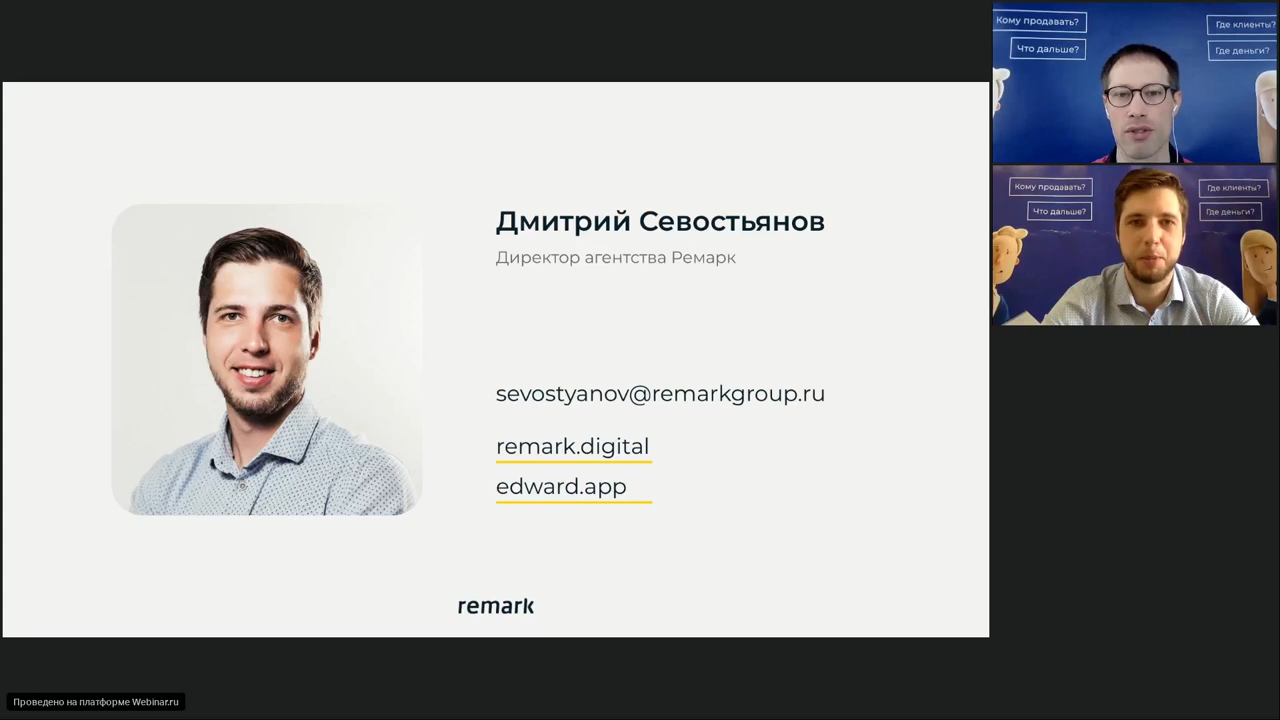 Дмитрий Севостьянов
Директор агентства Ремарк
sevostyanov@remarkgroup.ru
remark.digital
edward.app
remark
Кому продавать?
Что дальше?
Где клиенты?
Где деньги?
Кому продавать?
Что дальше?
Где клиенты?
Где деньги?
Проведено на платформе Webinar.ru